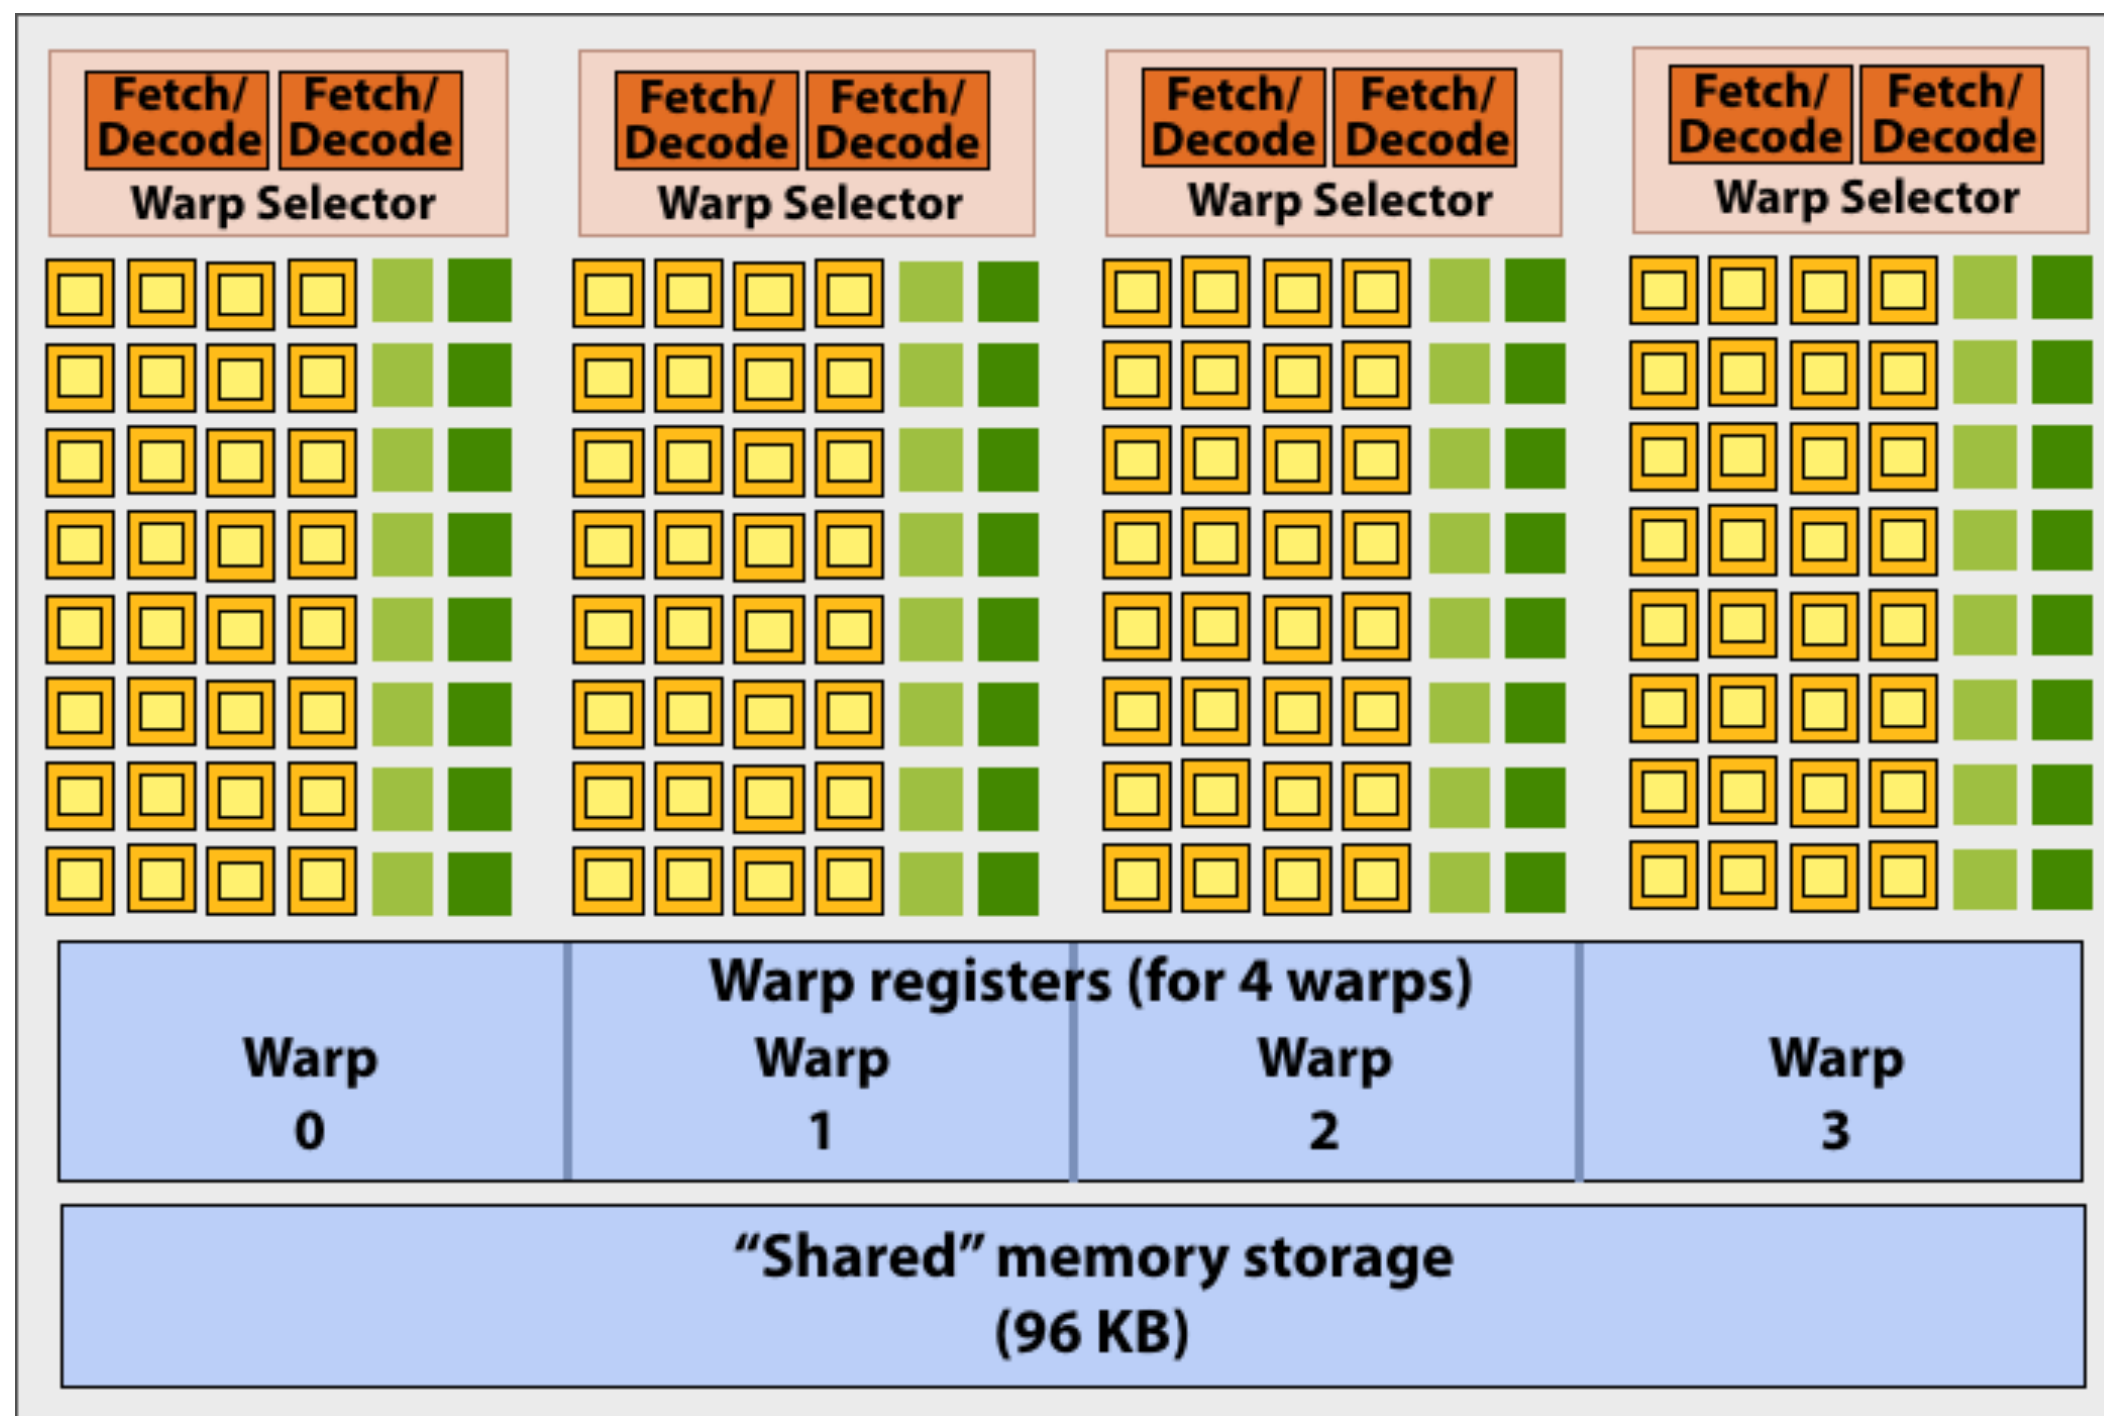 Fetch/ Decode
Fetch/ Decode
Warp Selector
Fetch/ Decode
Fetch/ Decode
Warp Selector
Fetch/ Decode
Fetch/ Decode
Warp Selector
Fetch/ Decode
Fetch/ Decode
Warp Selector
Warp registers (for 4 warps)
Warp
0
Warp
1
Warp
2
Warp
3
“Shared” memory storage
(96 KB)